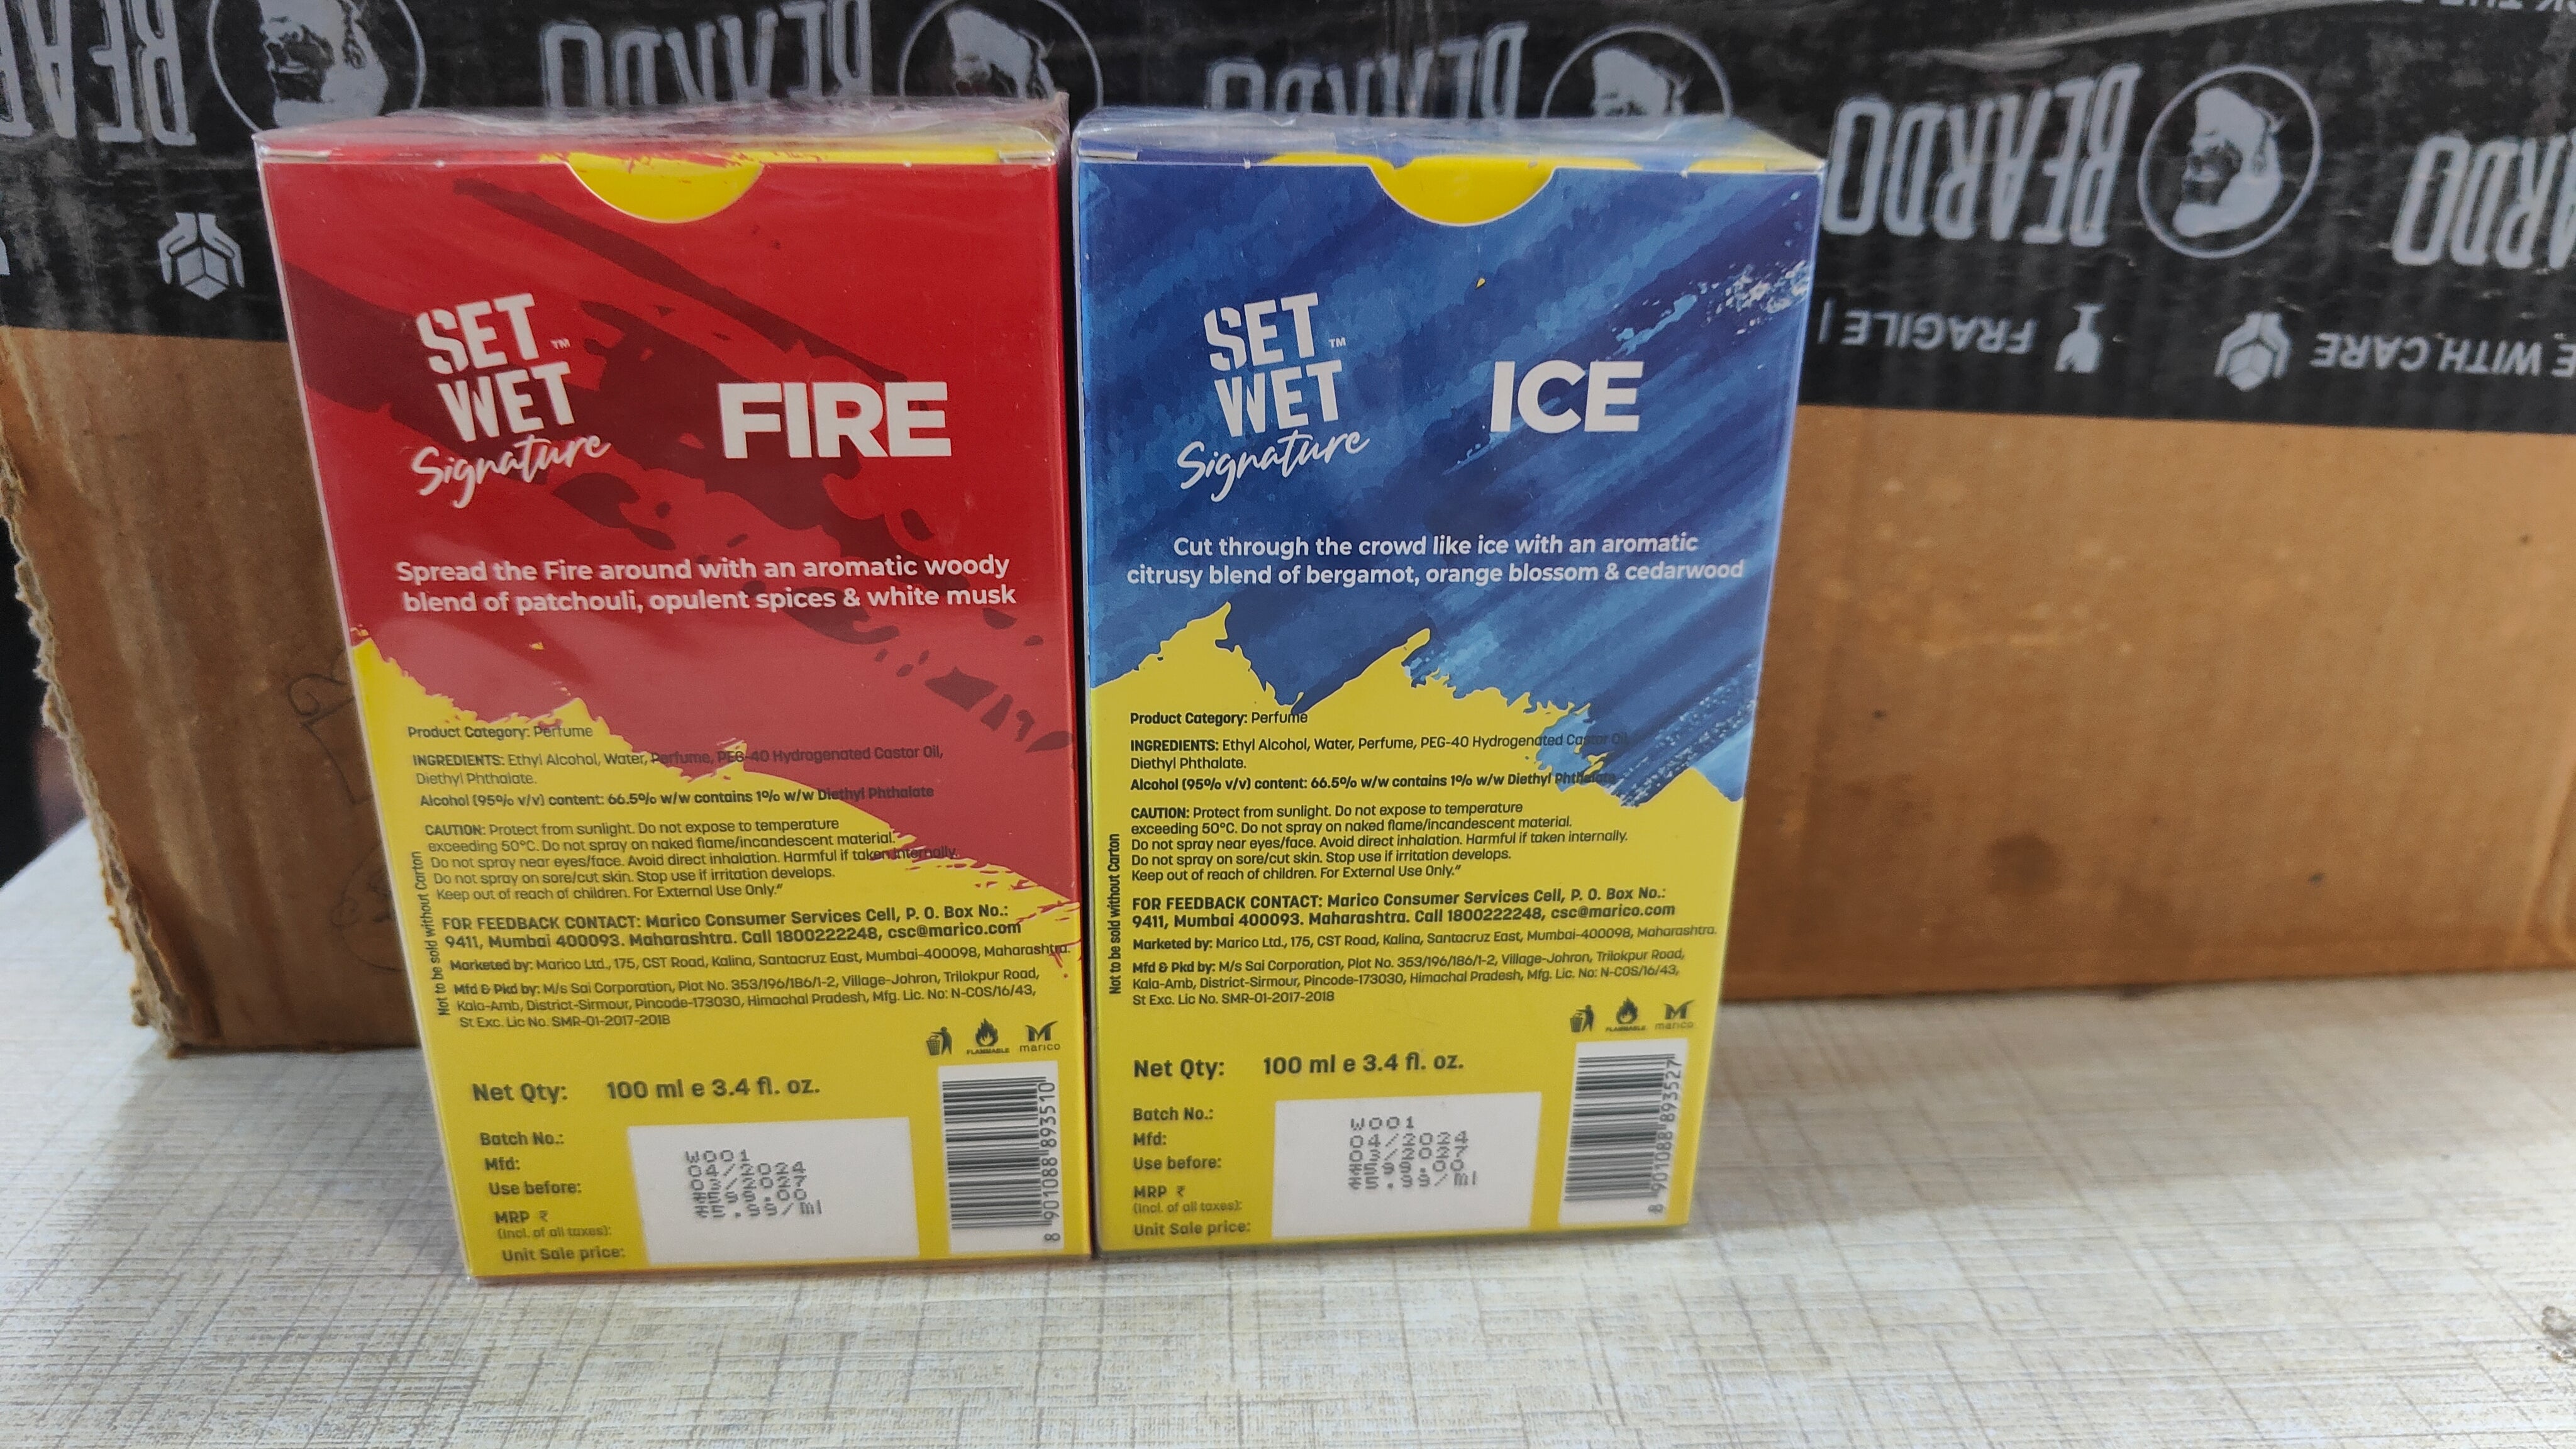 BEARDO
BEARDO
BEARDO
BEARDO
FRAGILE |
WITH CARE
SET
WET™
Signature
FIRE
Spread the Fire around with an aromatic woody
blend of patchouli, opulent spices & white musk
Product Category: Perfume
INGREDIENTS: Ethyl Alcohol, Water, Perfume, PEG-40 Hydrogenated Castor Oil,
Diethyl Phthalate.
Alcohol (95% v/v) content: 66.5% w/w contains 1% w/w Diethyl Phthalate
CAUTION: Protect from sunlight. Do not expose to temperature
exceeding 50°C. Do not spray on naked flame/incandescent material.
Do not spray near eyes/face. Avoid direct inhalation. Harmful if taken internally.
Do not spray on sore/cut skin. Stop use if irritation develops.
Keep out of reach of children. For External Use Only."
FOR FEEDBACK CONTACT: Marico Consumer Services Cell, P. O. Box No.:
9411, Mumbai 400093. Maharashtra. Call 1800222248, csc@marico.com
Marketed by: Marico Ltd., 175, CST Road, Kalina, Santacruz East, Mumbai-400098, Maharashtra.
Mfd & Pkd by: M/s Sai Corporation, Plot No. 353/196/186/1-2, Village-Johron, Trilokpur Road,
Kala-Amb, District-Sirmour, Pincode-173030, Himachal Pradesh, Mfg. Lic. No: N-COS/16/43,
St Exc. Lic No. SMR-01-2017-2018
Not to be sold without Carton
FLAMMABLE
marico
Net Qty: 100 ml e 3.4 fl. oz.
Batch No.: W001
Mfd: 04/2024
Use before: 03/2027
MRP ₹ ₹599.00
(Incl. of all taxes):
Unit Sale price: ₹5.99/ml
8 901088 893510
SET
WET™
Signature
ICE
Cut through the crowd like ice with an aromatic
citrusy blend of bergamot, orange blossom & cedarwood
Product Category: Perfume
INGREDIENTS: Ethyl Alcohol, Water, Perfume, PEG-40 Hydrogenated Castor Oil,
Diethyl Phthalate.
Alcohol (95% v/v) content: 66.5% w/w contains 1% w/w Diethyl Phthalate
CAUTION: Protect from sunlight. Do not expose to temperature
exceeding 50°C. Do not spray on naked flame/incandescent material.
Do not spray near eyes/face. Avoid direct inhalation. Harmful if taken internally.
Do not spray on sore/cut skin. Stop use if irritation develops.
Keep out of reach of children. For External Use Only."
FOR FEEDBACK CONTACT: Marico Consumer Services Cell, P. O. Box No.:
9411, Mumbai 400093. Maharashtra. Call 1800222248, csc@marico.com
Marketed by: Marico Ltd., 175, CST Road, Kalina, Santacruz East, Mumbai-400098, Maharashtra.
Mfd & Pkd by: M/s Sai Corporation, Plot No. 353/196/186/1-2, Village-Johron, Trilokpur Road,
Kala-Amb, District-Sirmour, Pincode-173030, Himachal Pradesh, Mfg. Lic. No: N-COS/16/43,
St Exc. Lic No. SMR-01-2017-2018
Not to be sold without Carton
FLAMMABLE
marico
Net Qty: 100 ml e 3.4 fl. oz.
Batch No.: W001
Mfd: 04/2024
Use before: 03/2027
MRP ₹ ₹599.00
(Incl. of all taxes):
Unit Sale price: ₹5.99/ml
8 901088 893527